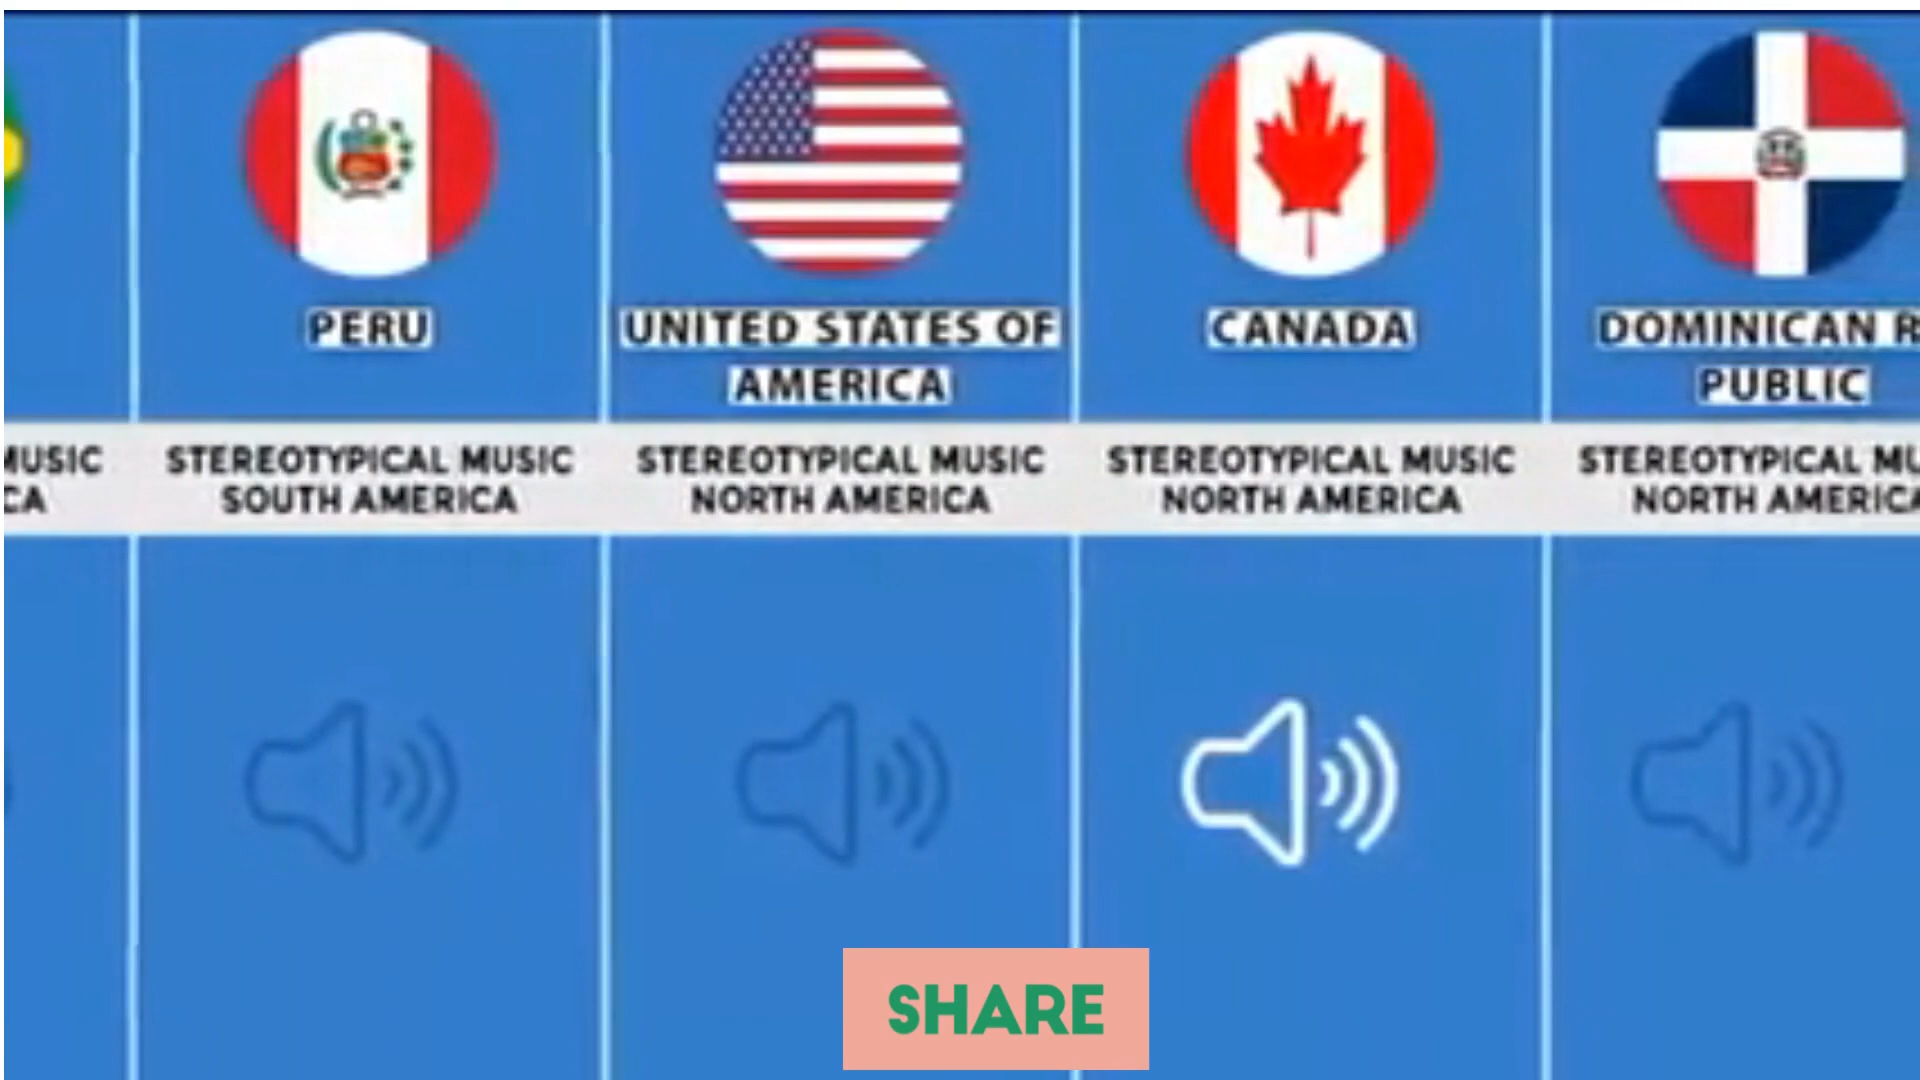 PERU
UNITED STATES OF
AMERICA
CANADA
DOMINICAN R
PUBLIC
MUSIC
CA
STEREOTYPICAL MUSIC
SOUTH AMERICA
STEREOTYPICAL MUSIC
NORTH AMERICA
STEREOTYPICAL MUSIC
NORTH AMERICA
STEREOTYPICAL MU
NORTH AMERICA
SHARE